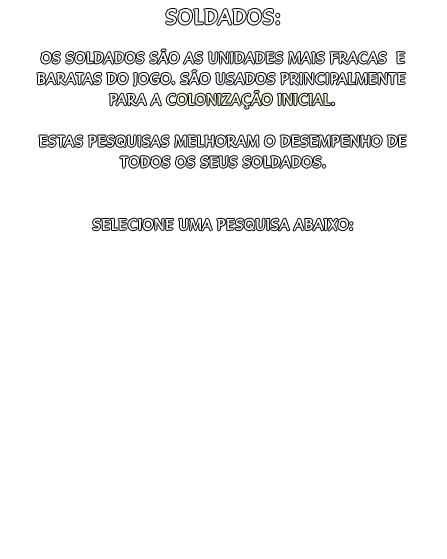 SOLDADOS:
OS SOLDADOS SÃO AS UNIDADES MAIS FRACAS E
BARATAS DO JOGO. SÃO USADOS PRINCIPALMENTE
PARA A COLONIZAÇÃO INICIAL.
ESTAS PESQUISAS MELHORAM O DESEMPENHO DE
TODOS OS SEUS SOLDADOS.
SELECIONE UMA PESQUISA ABAIXO: